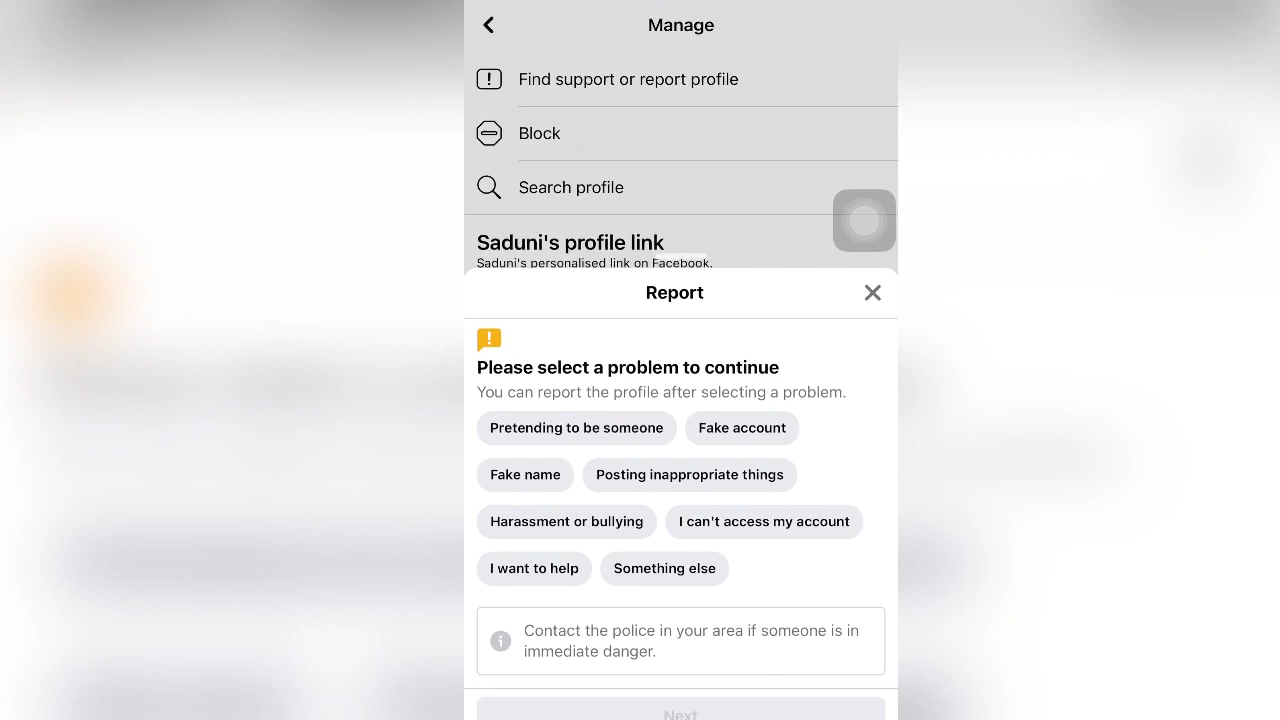 Manage
Find support or report profile
Block
Search profile
Saduni's profile link
Saduni's personalised link on Facebook.
Report
Please select a problem to continue
You can report the profile after selecting a problem.
Pretending to be someone Fake account
Fake name Posting inappropriate things
Harassment or bullying I can't access my account
I want to help Something else
Contact the police in your area if someone is in
immediate danger.
Next